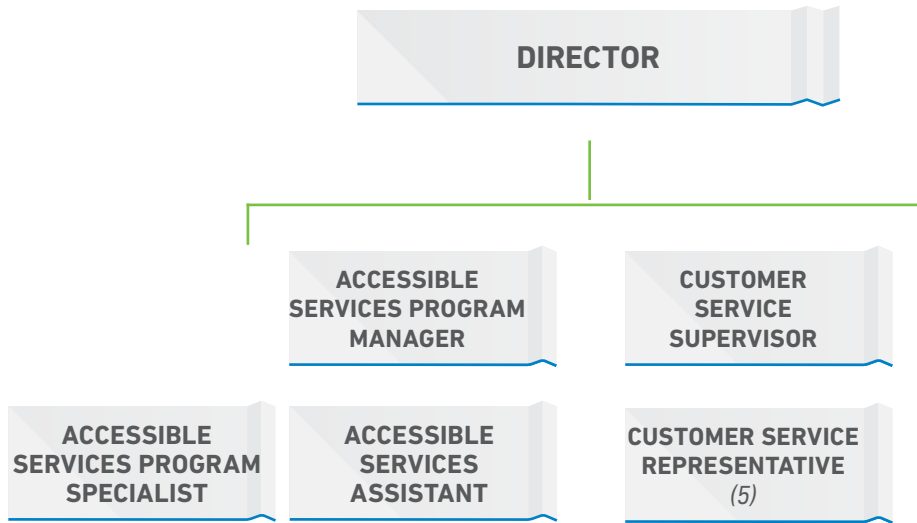 DIRECTOR
ACCESSIBLE
SERVICES PROGRAM
MANAGER
CUSTOMER
SERVICE
SUPERVISOR
ACCESSIBLE
SERVICES PROGRAM
SPECIALIST
ACCESSIBLE
SERVICES
ASSISTANT
CUSTOMER SERVICE
REPRESENTATIVE
(5)